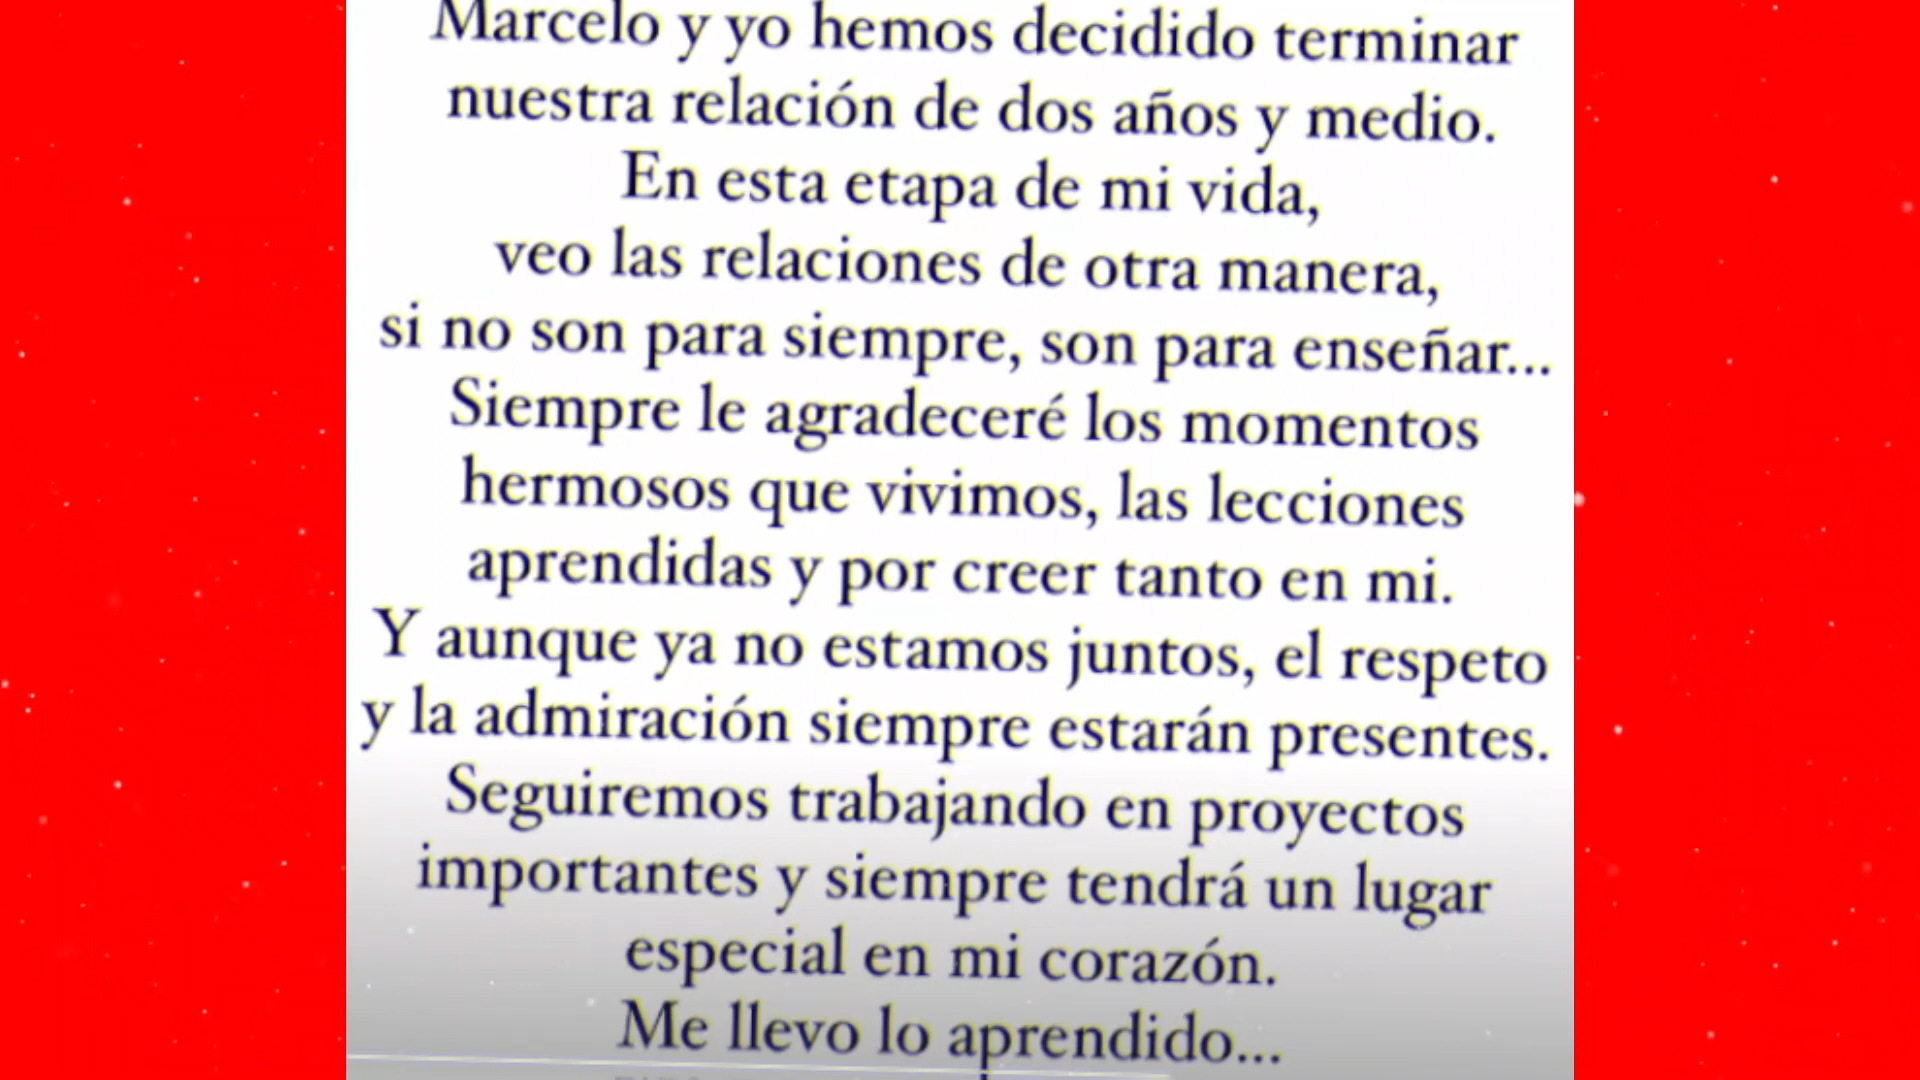 Marcelo y yo hemos decidido terminar
nuestra relación de dos años y medio.
En esta etapa de mi vida,
veo las relaciones de otra manera,
si no son para siempre, son para enseñar...
Siempre le agradeceré los momentos
hermosos que vivimos, las lecciones
aprendidas y por creer tanto en mi.
Y aunque ya no estamos juntos, el respeto
y la admiración siempre estarán presentes.
Seguiremos trabajando en proyectos
importantes y siempre tendrá un lugar
especial en mi corazón.
Me llevo lo aprendido...